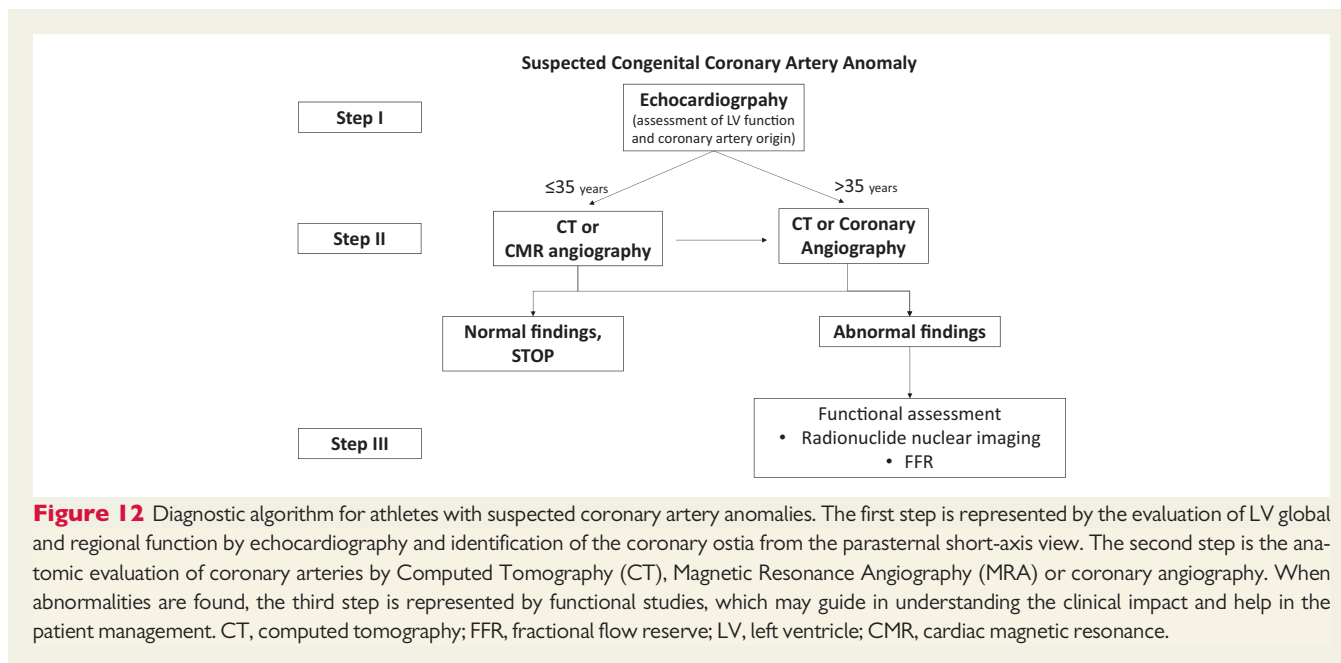 Suspected Congenital Coronary Artery Anomaly
Step I
Echocardiogrpahy
(assessment of LV function
and coronary artery origin)
≤35 years
>35 years
Step II
CT or
CMR angiography
CT or Coronary
Angiography
Normal findings,
STOP
Abnormal findings
Step III
Functional assessment
• Radionuclide nuclear imaging
• FFR
Figure 12 Diagnostic algorithm for athletes with suspected coronary artery anomalies. The first step is represented by the evaluation of LV global
and regional function by echocardiography and identification of the coronary ostia from the parasternal short-axis view. The second step is the ana-
tomic evaluation of coronary arteries by Computed Tomography (CT), Magnetic Resonance Angiography (MRA) or coronary angiography. When
abnormalities are found, the third step is represented by functional studies, which may guide in understanding the clinical impact and help in the
patient management. CT, computed tomography; FFR, fractional flow reserve; LV, left ventricle; CMR, cardiac magnetic resonance.